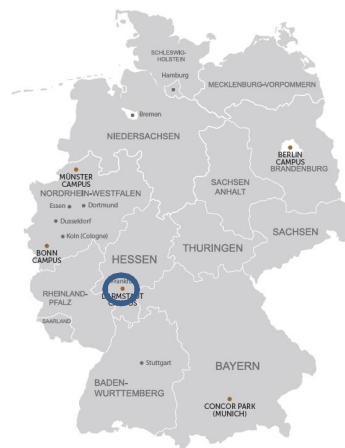 SCHLESWIG-
HOLSTEIN
Hamburg
MECKLENBURG-VORPOMMERN
Bremen
NIEDERSACHSEN
BERLIN
CAMPUS
BRANDENBURG
MÜNSTER
CAMPUS
NORDRHEIN-WESTFALEN
Essen
Dortmund
SACHSEN
ANHALT
Dusseldorf
Koln (Cologne)
SACHSEN
BONN
CAMPUS
HESSEN
THURINGEN
DARMSTADT
RHEINLAND-
PFALZ
SAARLAND
Stuttgart
BAYERN
BADEN-
WURTTEMBERG
CONCOR PARK
(MUNICH)